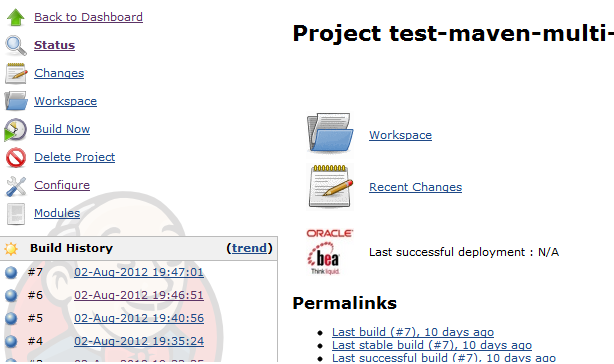 Back to Dashboard
Status
Changes
Workspace
Build Now
Delete Project
Configure
Modules
Build History (trend)
#7 02-Aug-2012 19:47:01
#6 02-Aug-2012 19:46:51
#5 02-Aug-2012 19:40:56
#4 02-Aug-2012 19:35:24
Project test-maven-multi-
Workspace
Recent Changes
ORACLE
bea
Think liquid.
Last successful deployment : N/A
Permalinks
Last build (#7), 10 days ago
Last stable build (#7), 10 days ago
Last successful build (#7), 10 days ago